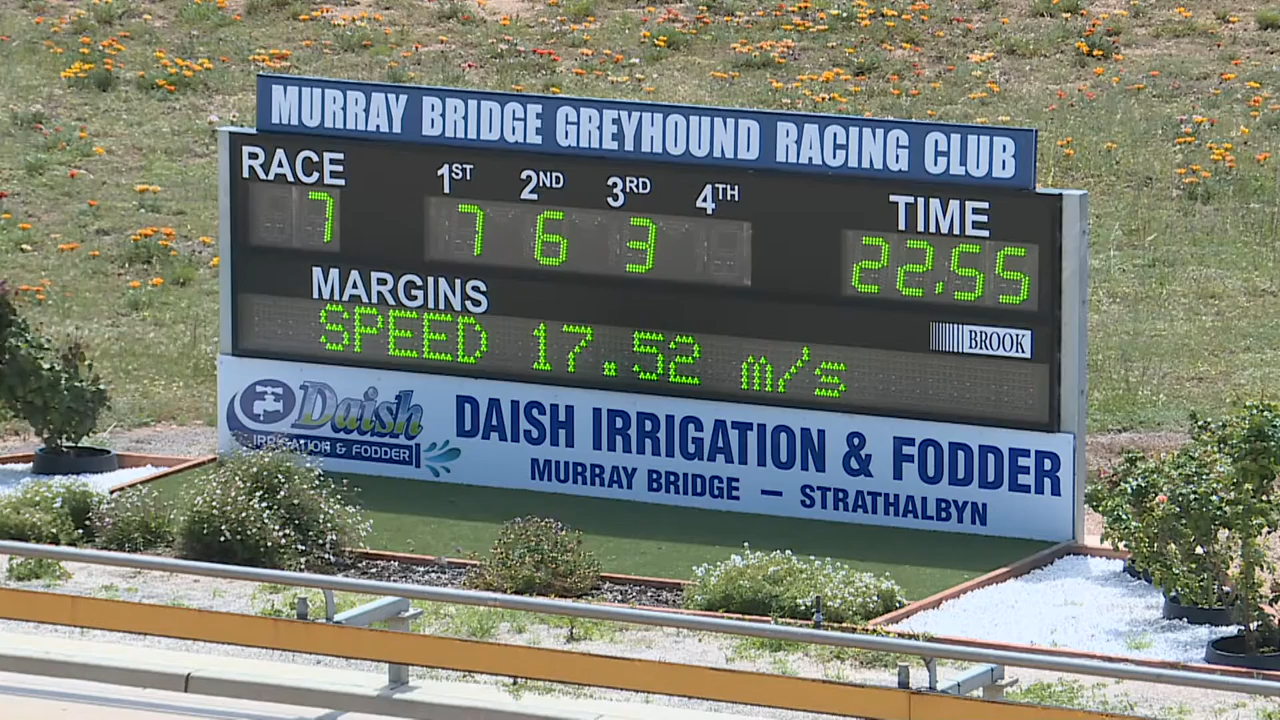 MURRAY BRIDGE GREYHOUND RACING CLUB
RACE 1ST 2ND 3RD 4TH TIME
7 7 6 3 22.55
MARGINS
SPEED 17.52 m/s
BROOK
Daish
IRRIGATION & FODDER
DAISH IRRIGATION & FODDER
MURRAY BRIDGE – STRATHALBYN